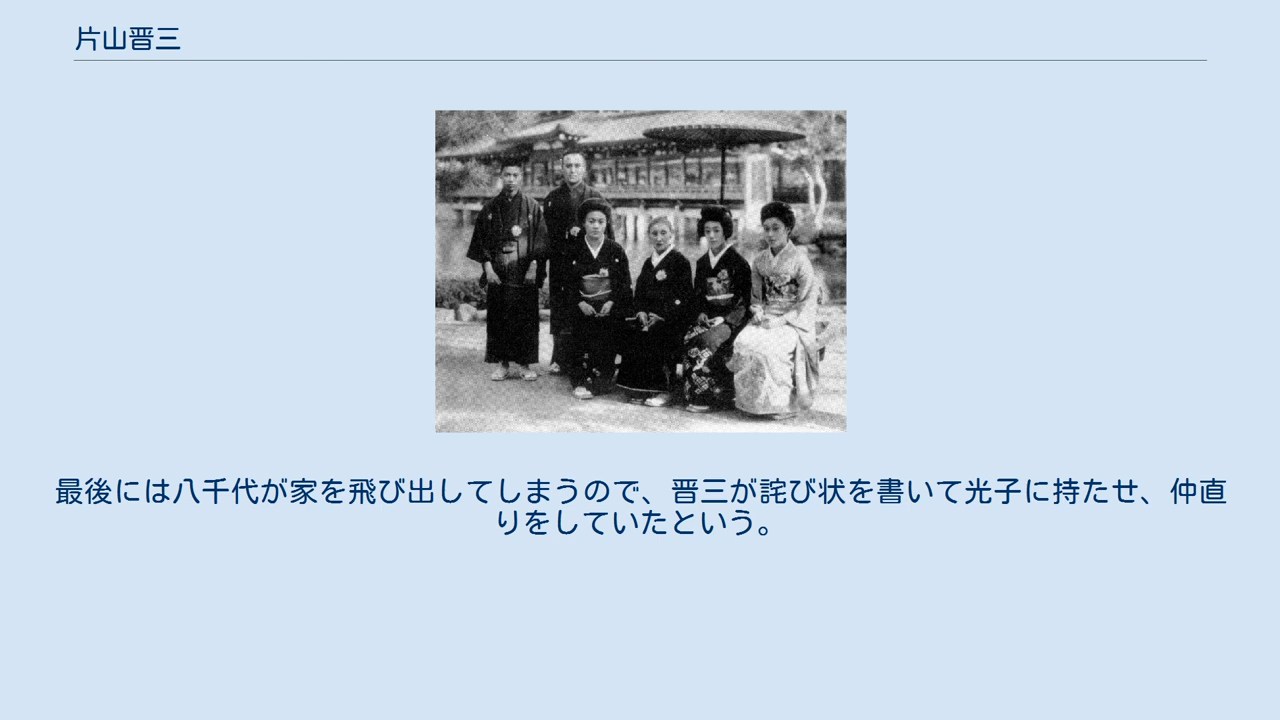 片山晋三
最後には八千代が家を飛び出してしまうので、晋三が詫び状を書いて光子に持たせ、仲直
りをしていたという。